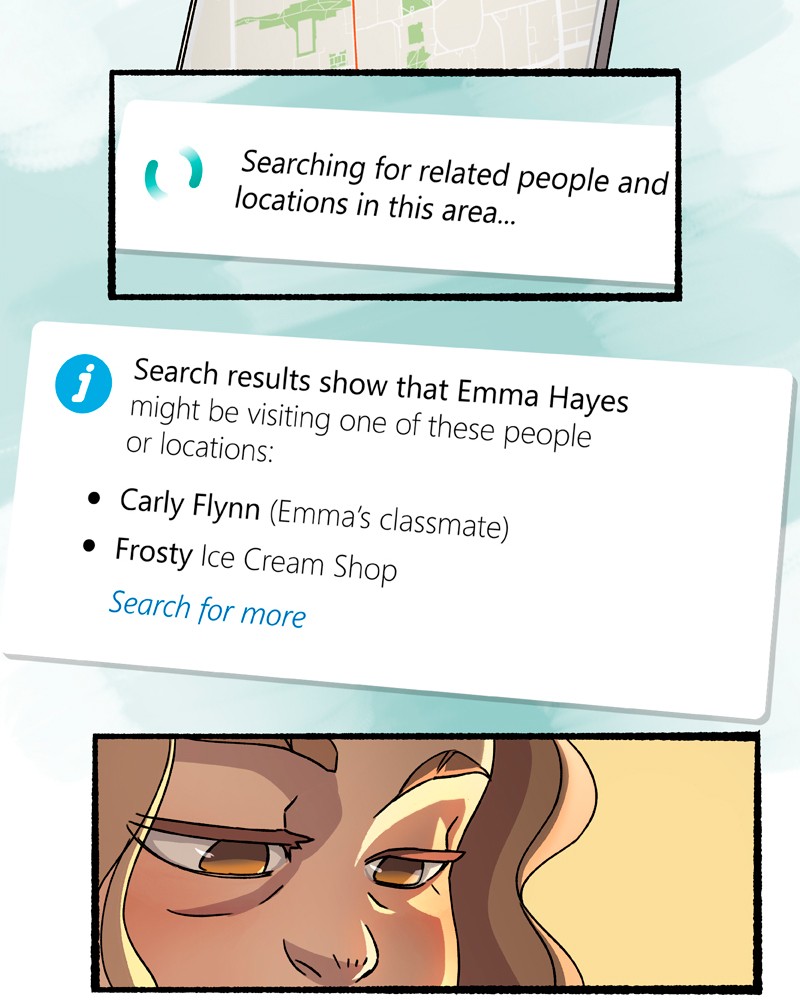 Searching for related people and
locations in this area...
i
Search results show that Emma Hayes
might be visiting one of these people
or locations:
• Carly Flynn (Emma's classmate)
• Frosty Ice Cream Shop
Search for more